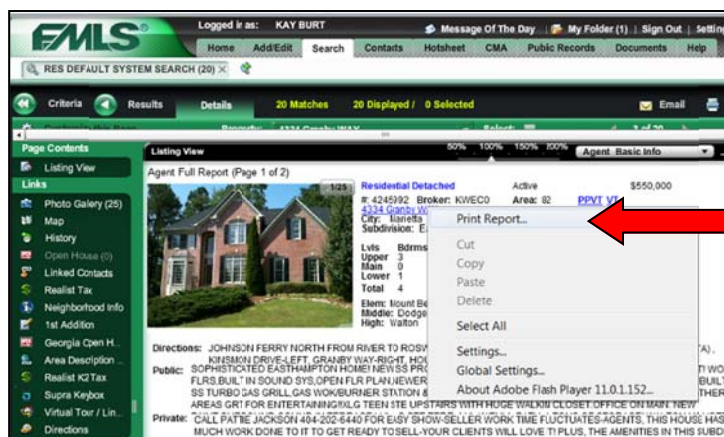 FMLS®
Logged in as: KAY BURT
Message Of The Day | My Folder (1) | Sign Out | Setting
Home Add/Edit Search Contacts Hotsheet CMA Public Records Documents Help
RES DEFAULT SYSTEM SEARCH (20) ×
Criteria Results Details 20 Matches 20 Displayed / 0 Selected Email
Page Contents
Listing View
Links
Photo Gallery (25)
Map
History
Open House (0)
Linked Contacts
Realist Tax
Neighborhood Info
1st Addition
Georgia Open H...
Area Description ...
Realist K2 Tax
Supra Keybox
Virtual Tour / Lin...
Directions
Listing View 50% 100% 150% 200% Agent Basic Info
Agent Full Report (Page 1 of 2)
1/25
Residential Detached Active $550,000
#: 4245992 Broker: KWEC0 Area: 82 PPVT VT
4334 Granby W
City: Marietta
Subdivision: E
Lvls Bdrms
Upper 3
Main 0
Lower 1
Total 4
Elem: Mount Be
Middle: Dodge
High: Walton
Print Report...
Cut
Copy
Paste
Delete
Select All
Settings...
Global Settings...
About Adobe Flash Player 11.0.1.152...
Directions: JOHNSON FERRY NORTH FROM RIVER TO ROSW
KINSMON DRIVE-LEFT, GRANBY WAY-RIGHT, HOU
Public: SOPHISTICATED EASTHAMPTON HOME! NEW SS PRO
FLRS,BUILT IN SOUND SYS,OPEN FLR PLAN,NEWER
SS TURBO GAS GRILL,GAS WOK/BURNER STATION &
AREAS GRT FOR ENTERTAINING!XLG TEEN STE UPSTAIRS WITH HUGE WALKIN CLOSET OFFICE ON MAIN. NEW
Private: CALL PATTIE JACKSON 404-202-6440 FOR EASY SHOW-SELLER WORK TIME FLUCTUATES-AGENTS, THIS HOUSE H
MUCH WORK DONE TO IT TO GET READY TO SELL-YOUR CLIENTS WILL LOVE T! PLUS, THE AMENITIES IN THIS SUBDI